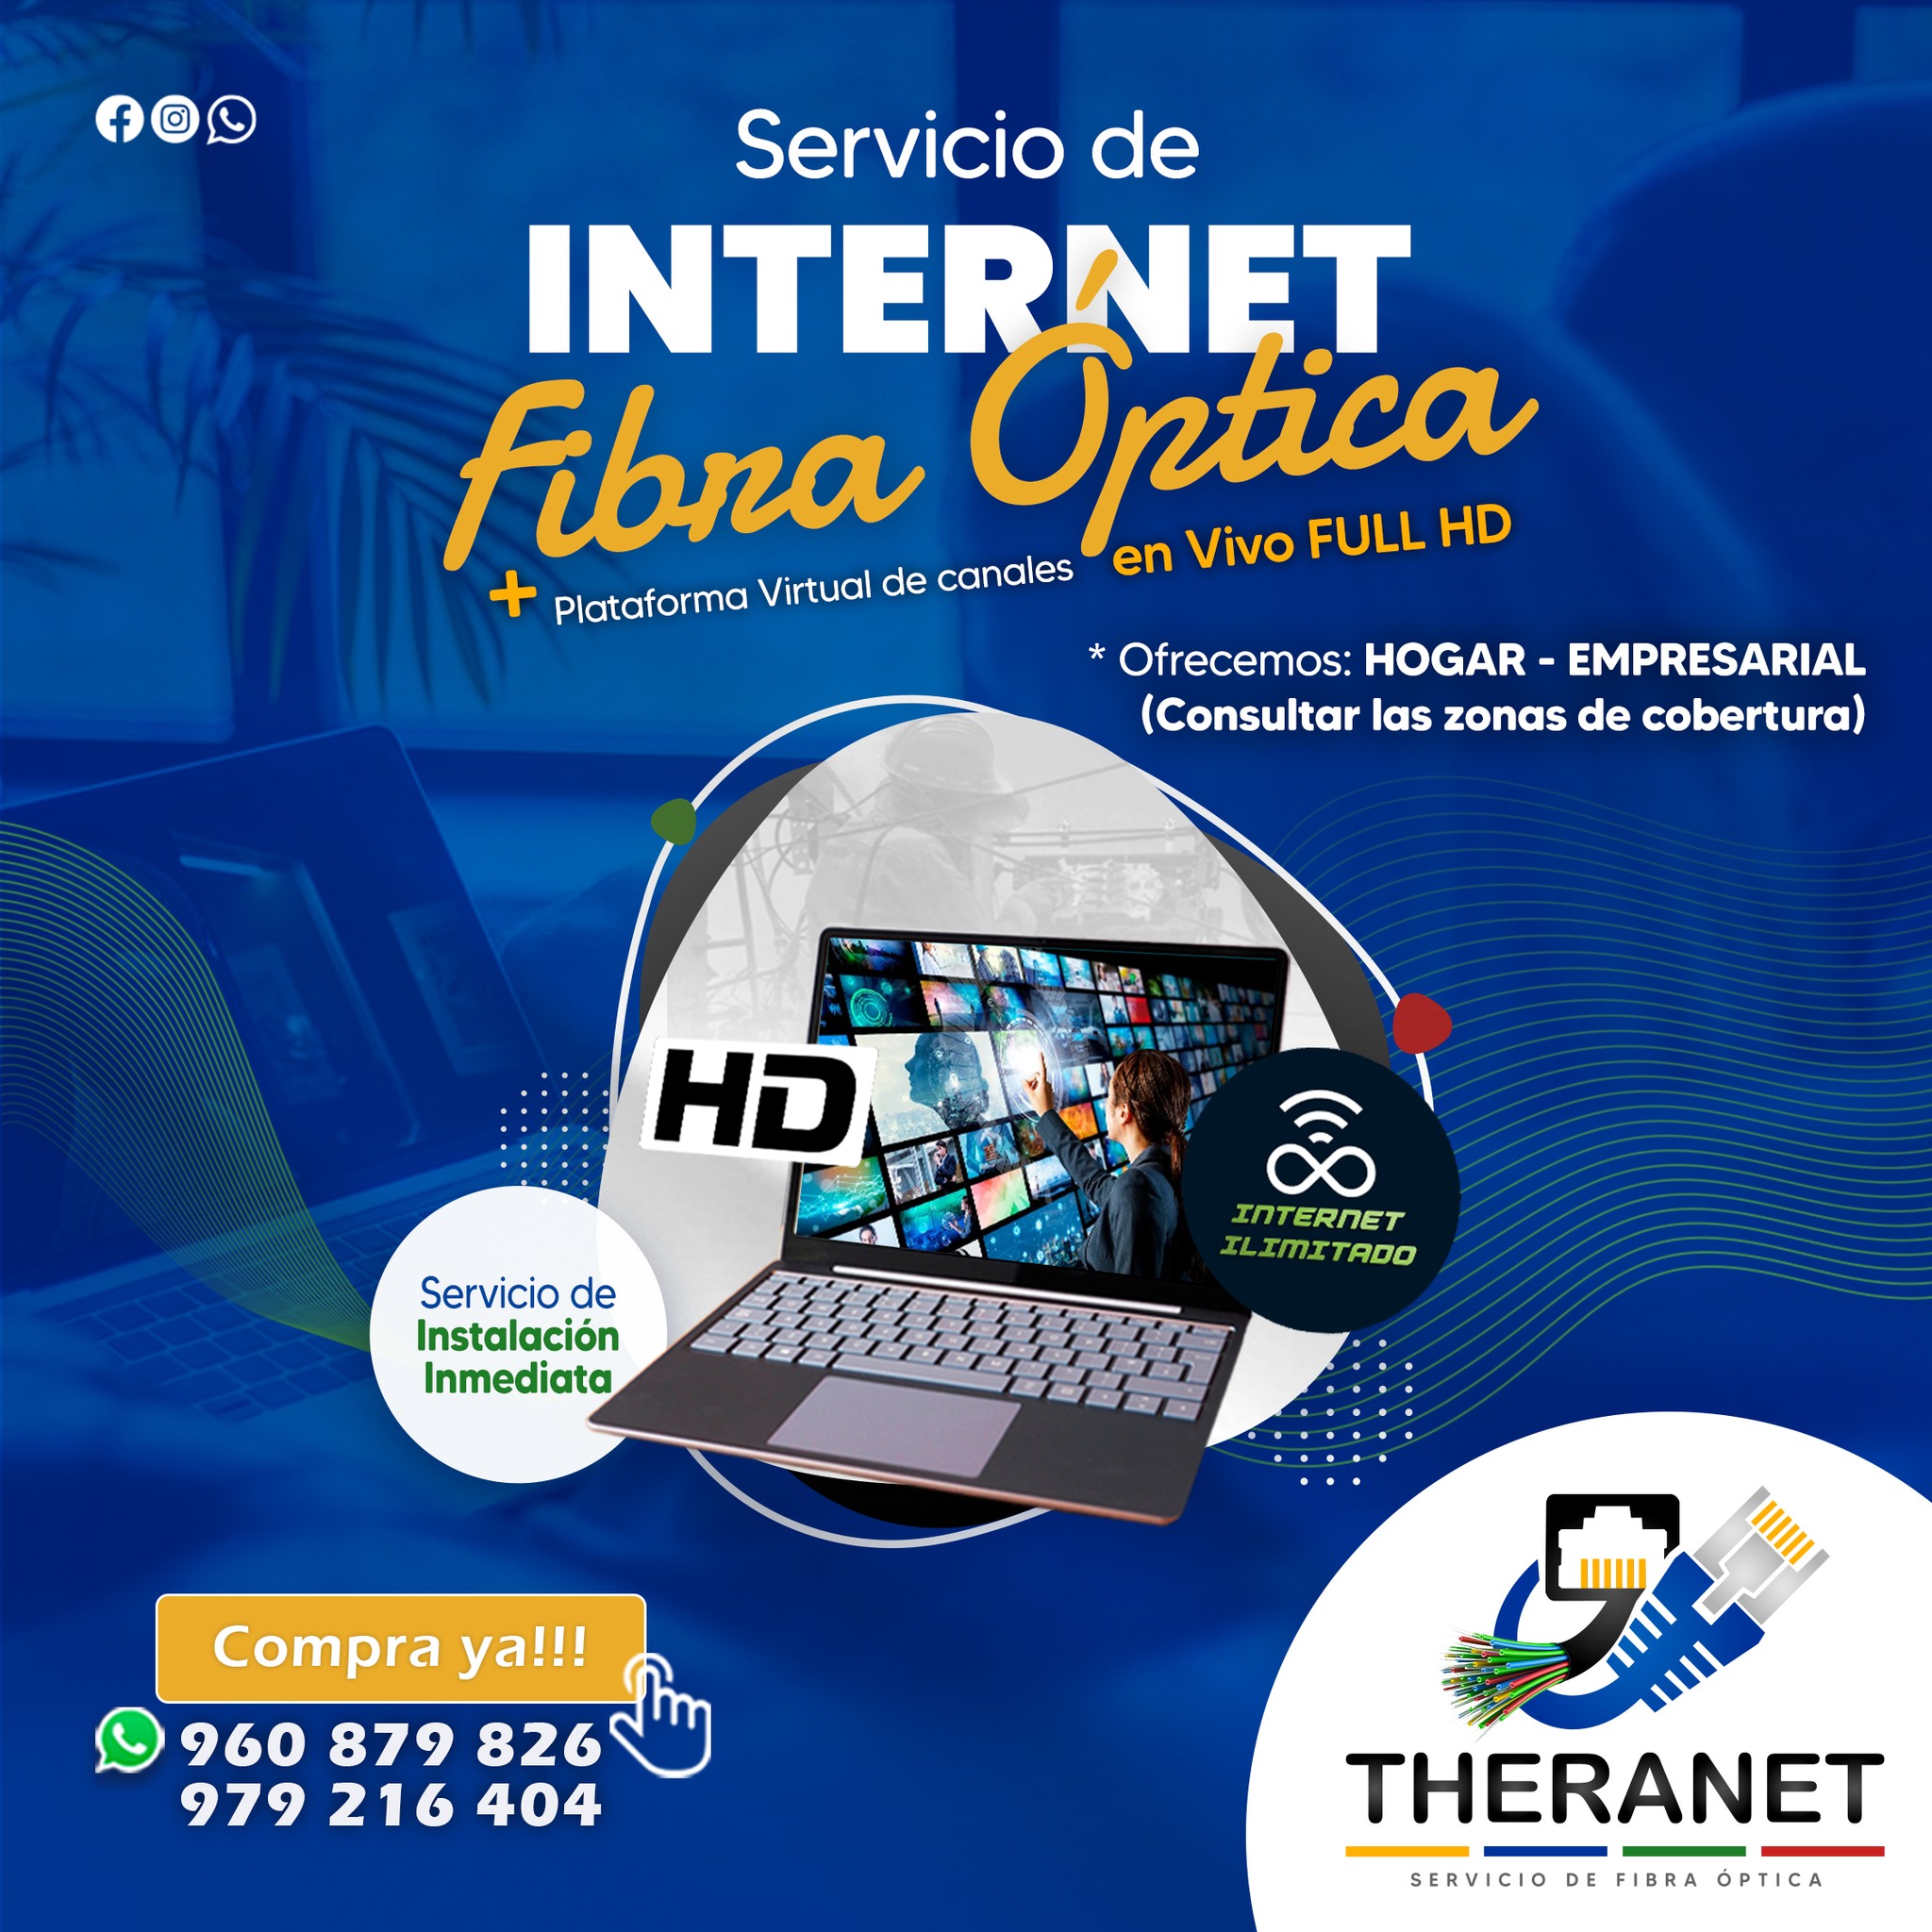 Servicio de
INTERNET
Fibra Óptica
+ Plataforma Virtual de canales en Vivo FULL HD
* Ofrecemos: HOGAR - EMPRESARIAL
(Consultar las zonas de cobertura)
HD
INTERNET
ILIMITADO
Servicio de
Instalación
Inmediata
Compra ya!!!
960 879 826
979 216 404
THERANET
SERVICIO DE FIBRA ÓPTICA